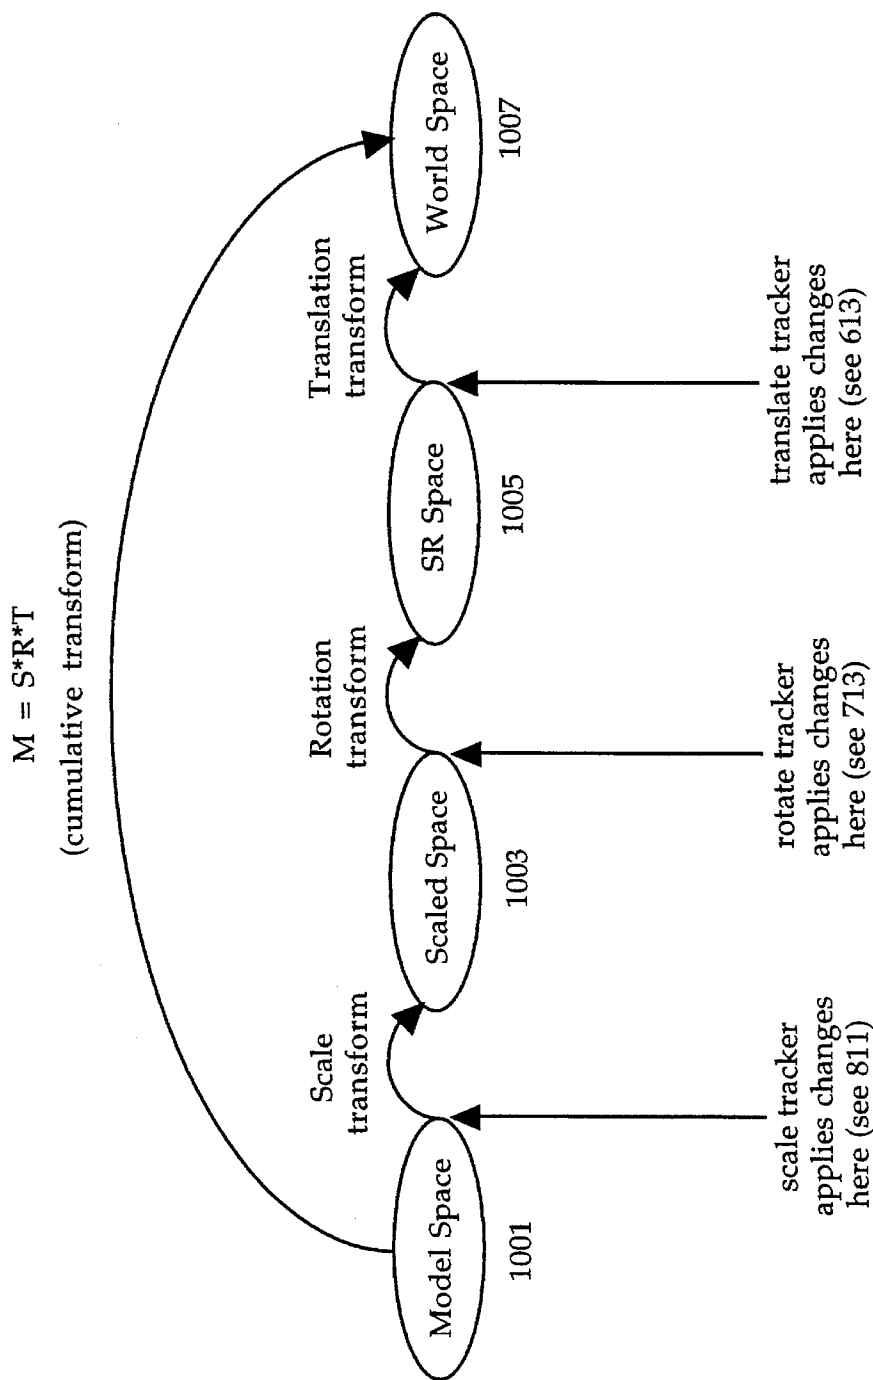 M = S*R*T
(cumulative transform)
Scale
transform
Rotation
transform
Translation
transform
Model Space
Scaled Space
SR Space
World Space
1001
1003
1005
1007
scale tracker
applies changes
here (see 811)
rotate tracker
applies changes
here (see 713)
translate tracker
applies changes
here (see 613)